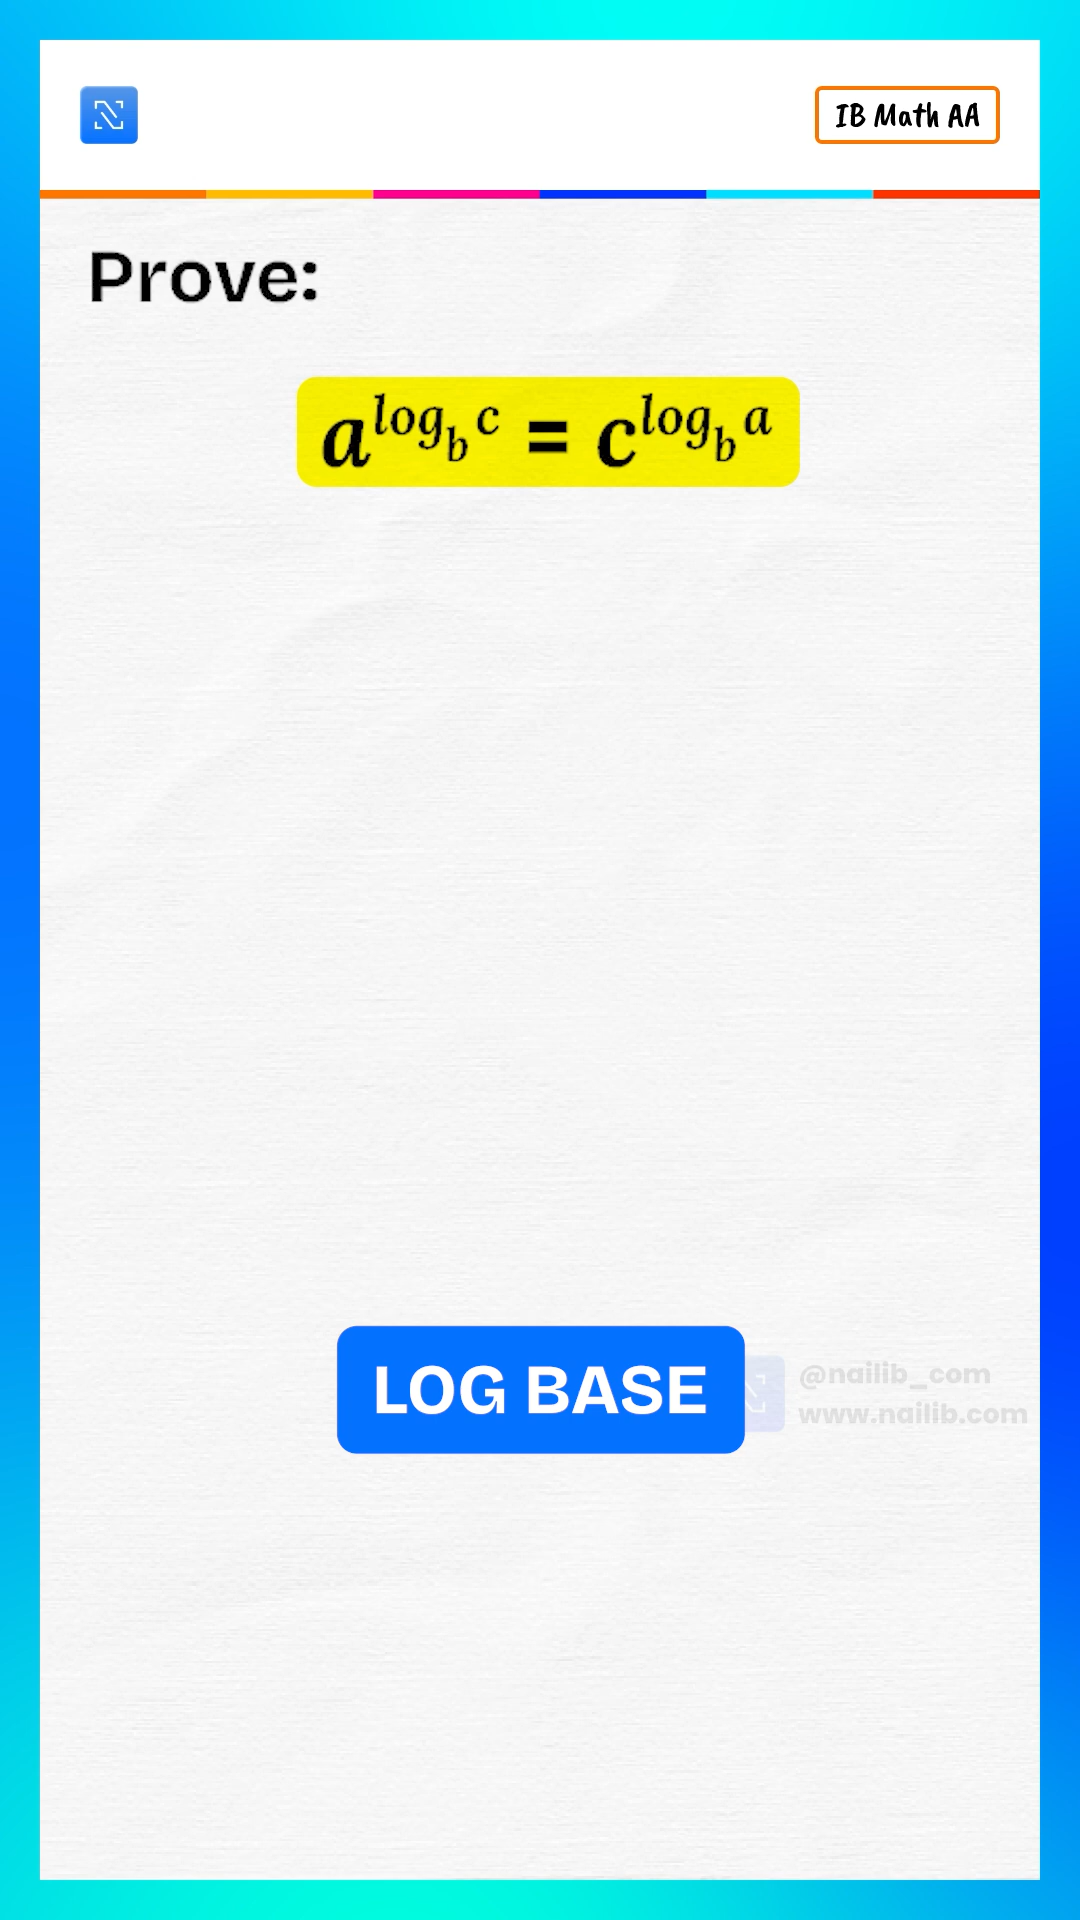 IB Math AA
Prove:
a^{log_b c} = c^{log_b a}
LOG BASE
@nailib_com
www.nailib.com